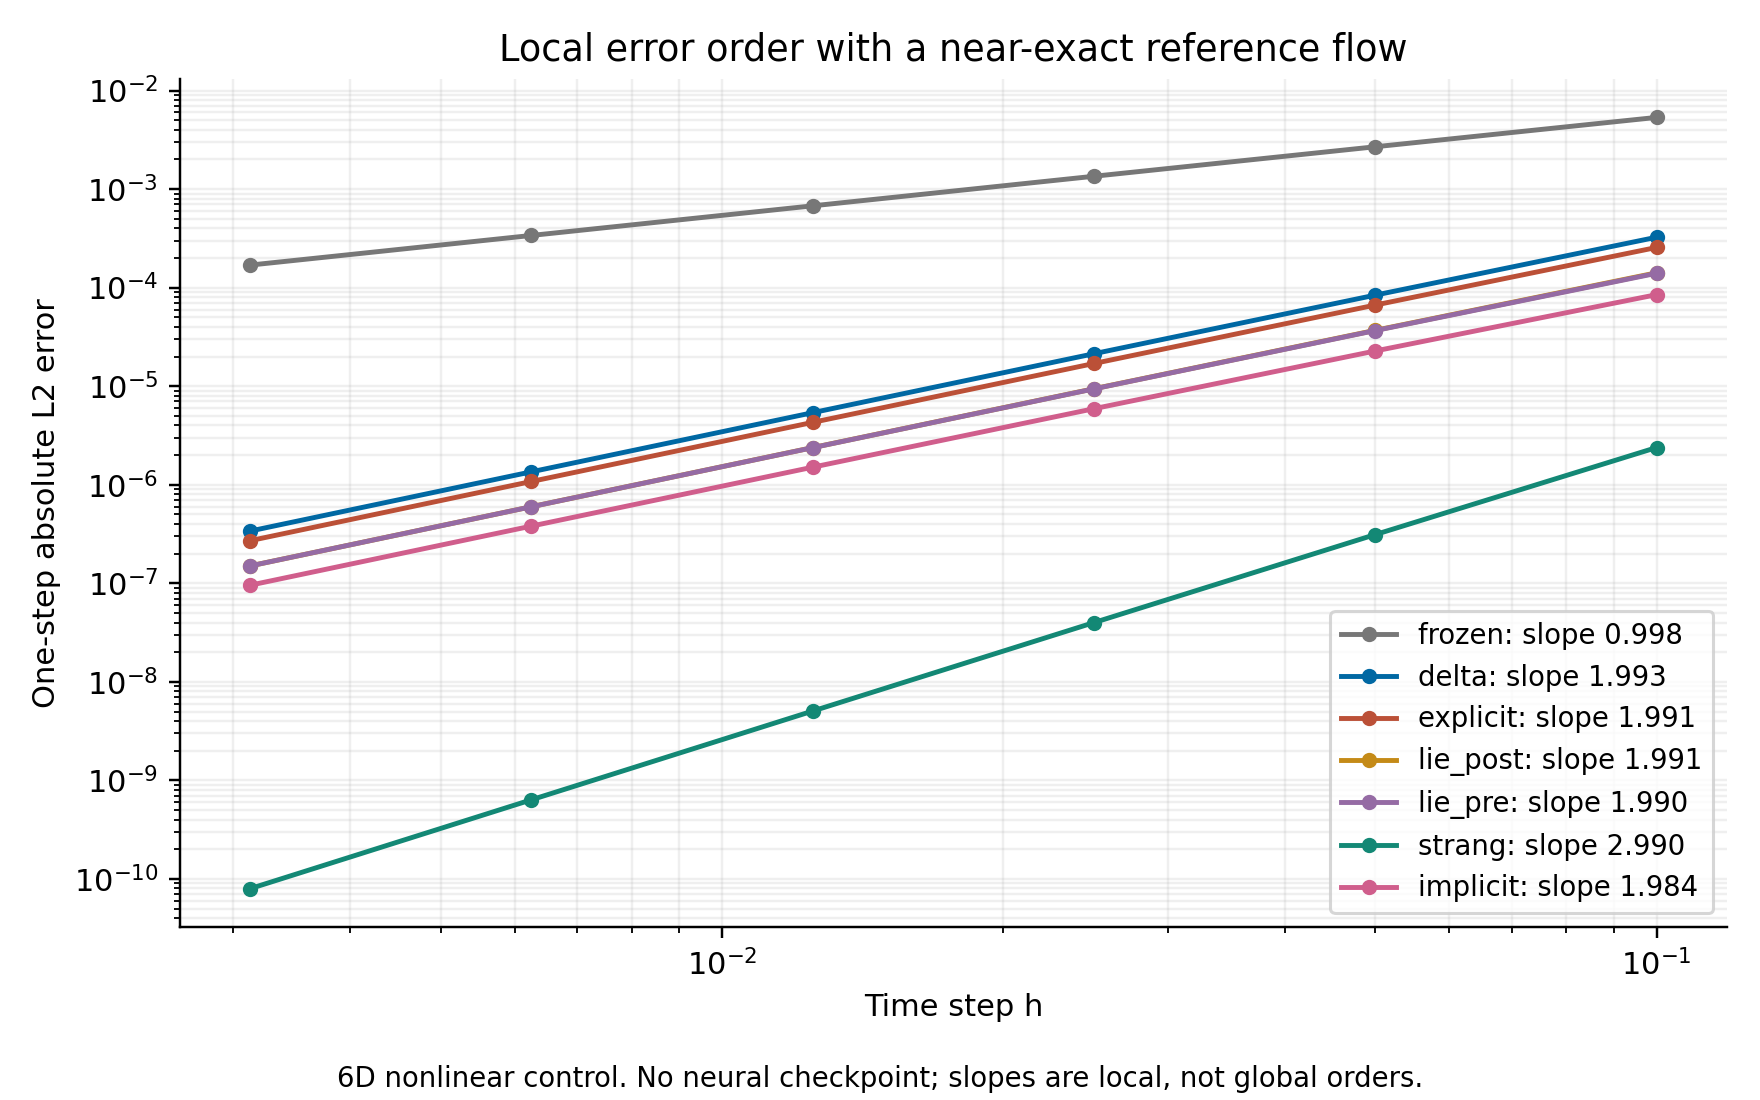 Local error order with a near-exact reference flow
One-step absolute L2 error
10⁻²
10⁻³
10⁻⁴
10⁻⁵
10⁻⁶
10⁻⁷
10⁻⁸
10⁻⁹
10⁻¹⁰
frozen: slope 0.998
delta: slope 1.993
explicit: slope 1.991
lie_post: slope 1.991
lie_pre: slope 1.990
strang: slope 2.990
implicit: slope 1.984
10⁻² 10⁻¹
Time step h
6D nonlinear control. No neural checkpoint; slopes are local, not global orders.